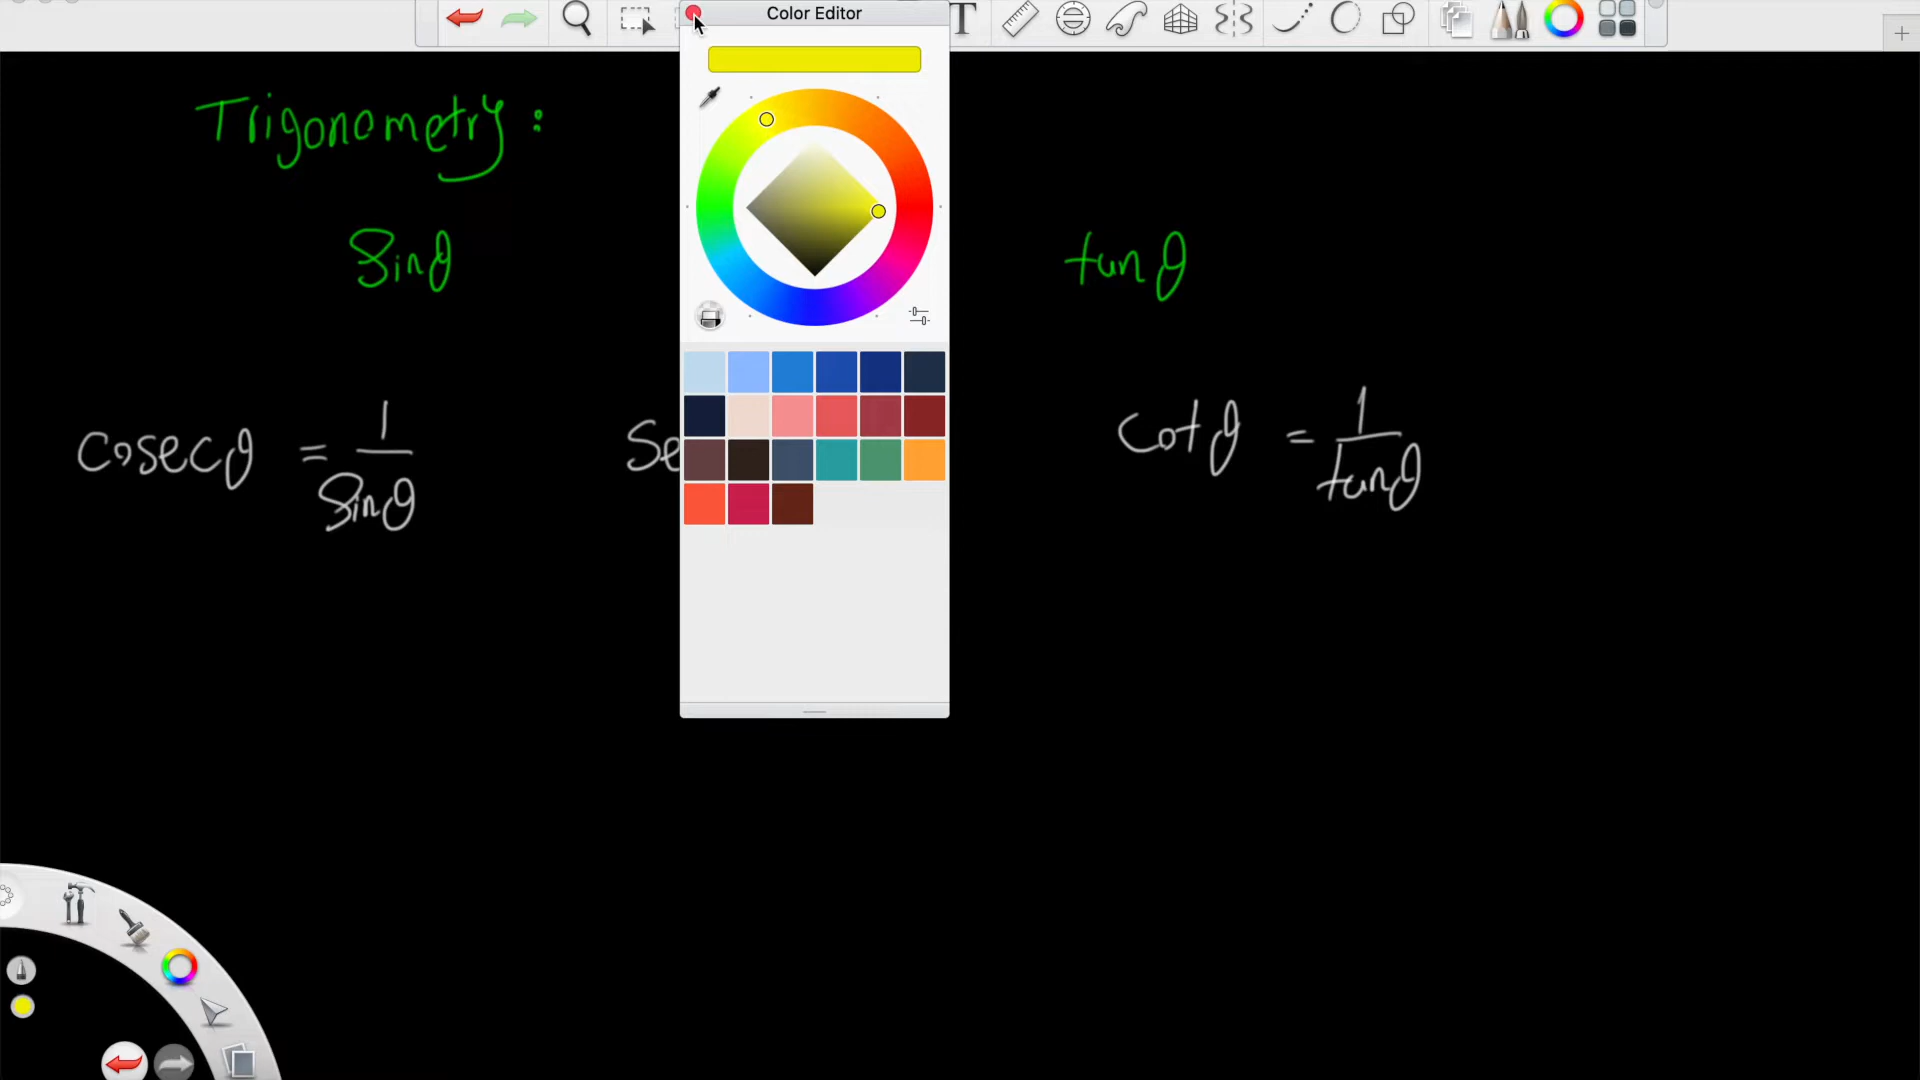 Color Editor
T
Trigonometry :
Sinθ tanθ
Cosecθ = 1/Sinθ Se Cotθ = 1/tanθ